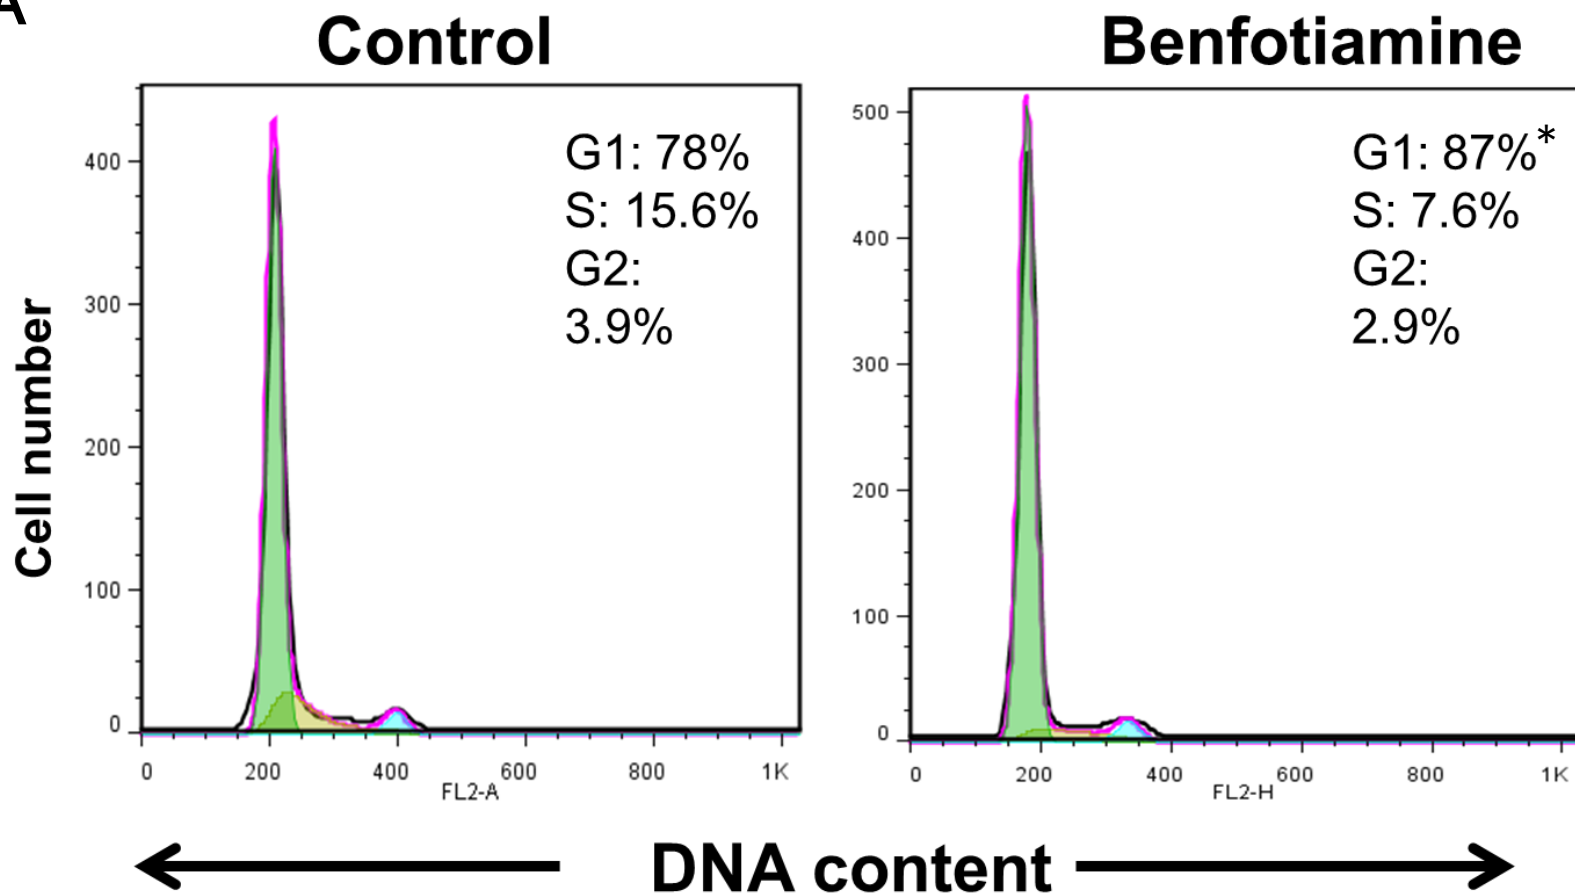 A
Control
Benfotiamine
G1: 78%
S: 15.6%
G2:
3.9%
G1: 87%*
S: 7.6%
G2:
2.9%
Cell number
400
300
200
100
0
0 200 400 600 800 1K
FL2-A
500
400
300
200
100
0
0 200 400 600 800 1K
FL2-H
DNA content